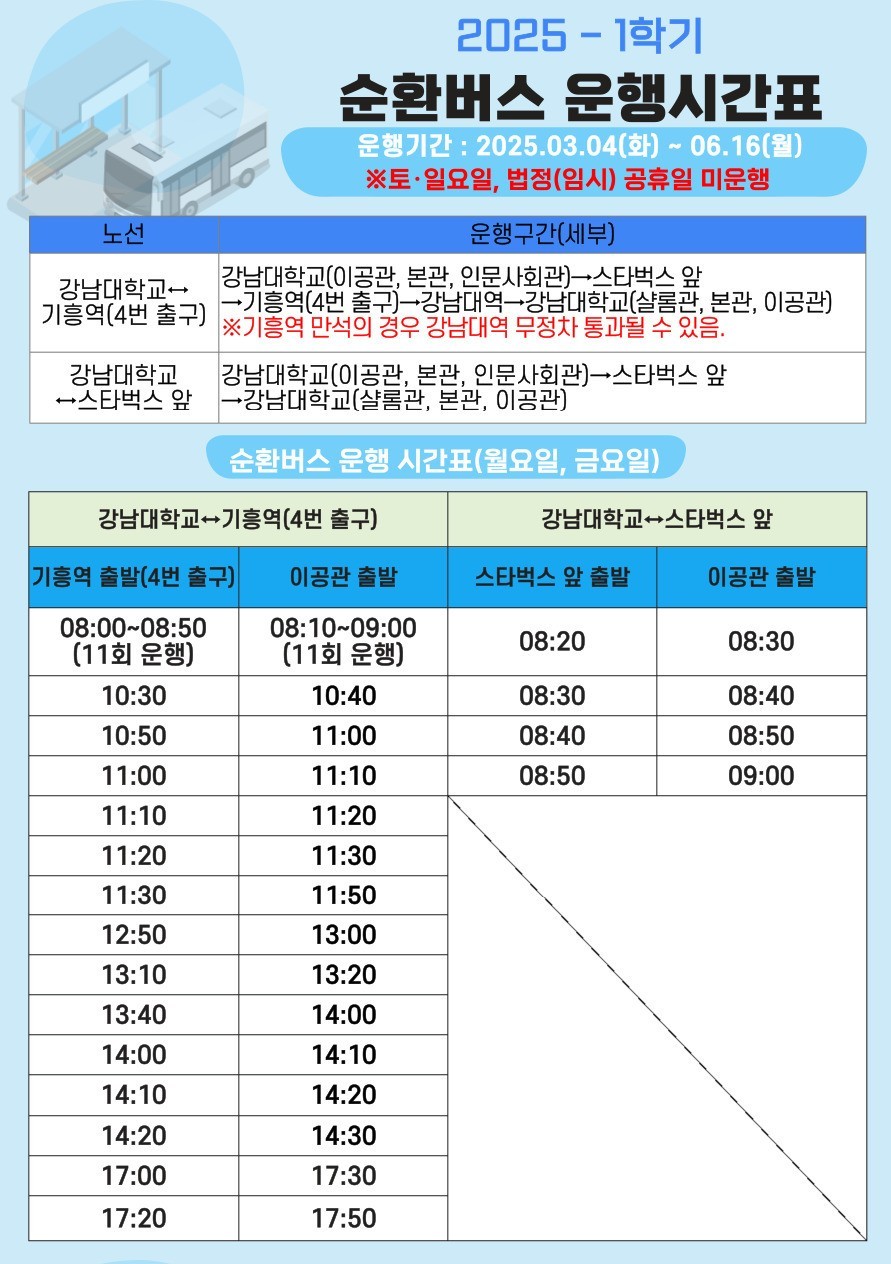 2025 - 1학기
순환버스 운행시간표
운행기간 : 2025.03.04(화) ~ 06.16(월)
※토·일요일, 법정(임시) 공휴일 미운행
노선 운행구간(세부)
강남대학교↔
기흥역(4번 출구)
강남대학교(이공관, 본관, 인문사회관)→스타벅스 앞
→기흥역(4번 출구)→강남대역→강남대학교(샬롬관, 본관, 이공관)
※기흥역 만석의 경우 강남대역 무정차 통과될 수 있음.
강남대학교
↔스타벅스 앞
강남대학교(이공관, 본관, 인문사회관)→스타벅스 앞
→강남대학교(샬롬관, 본관, 이공관)
순환버스 운행 시간표(월요일, 금요일)
강남대학교↔기흥역(4번 출구) 강남대학교↔스타벅스 앞
기흥역 출발(4번 출구) 이공관 출발 스타벅스 앞 출발 이공관 출발
08:00~08:50
(11회 운행)
08:10~09:00
(11회 운행)
08:20 08:30
10:30 10:40 08:30 08:40
10:50 11:00 08:40 08:50
11:00 11:10 08:50 09:00
11:10 11:20
11:20 11:30
11:30 11:50
12:50 13:00
13:10 13:20
13:40 14:00
14:00 14:10
14:10 14:20
14:20 14:30
17:00 17:30
17:20 17:50